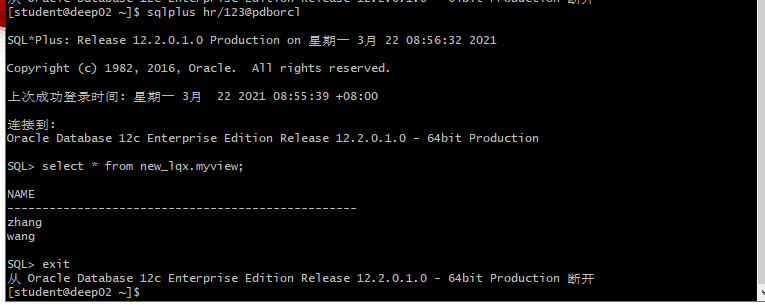 从 Oracle Database 12c Enterprise Edition Release 12.2.0.1.0 - 64bit Production 断开
[student@deep02 ~]$ sqlplus hr/123@pdborcl
SQL*Plus: Release 12.2.0.1.0 Production on 星期一 3月 22 08:56:32 2021
Copyright (c) 1982, 2016, Oracle.  All rights reserved.
上次成功登录时间: 星期一 3月  22 2021 08:55:39 +08:00
连接到:
Oracle Database 12c Enterprise Edition Release 12.2.0.1.0 - 64bit Production
SQL> select * from new_lqx.myview;
NAME
--------------------------------------------------
zhang
wang
SQL> exit
从 Oracle Database 12c Enterprise Edition Release 12.2.0.1.0 - 64bit Production 断开
[student@deep02 ~]$